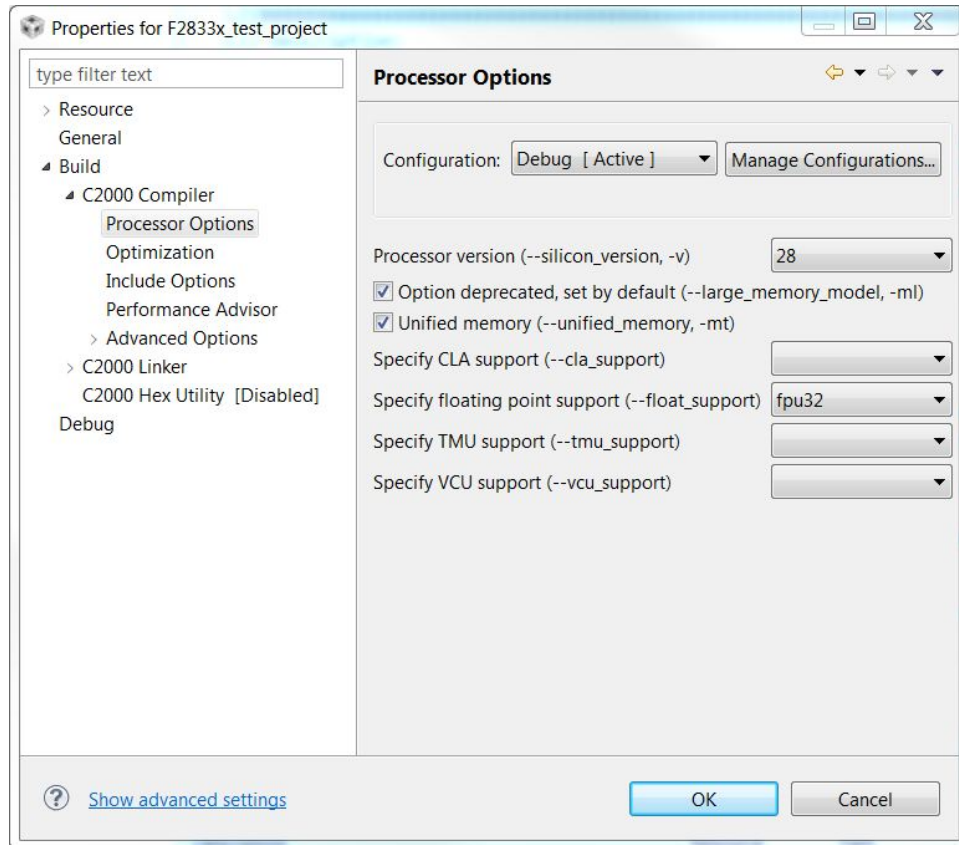 Properties for F2833x_test_project
type filter text
Resource
General
Build
C2000 Compiler
Processor Options
Optimization
Include Options
Performance Advisor
Advanced Options
C2000 Linker
C2000 Hex Utility [Disabled]
Debug
Processor Options
Configuration: Debug [ Active ] Manage Configurations...
Processor version (--silicon_version, -v) 28
Option deprecated, set by default (--large_memory_model, -ml)
Unified memory (--unified_memory, -mt)
Specify CLA support (--cla_support)
Specify floating point support (--float_support) fpu32
Specify TMU support (--tmu_support)
Specify VCU support (--vcu_support)
? Show advanced settings OK Cancel